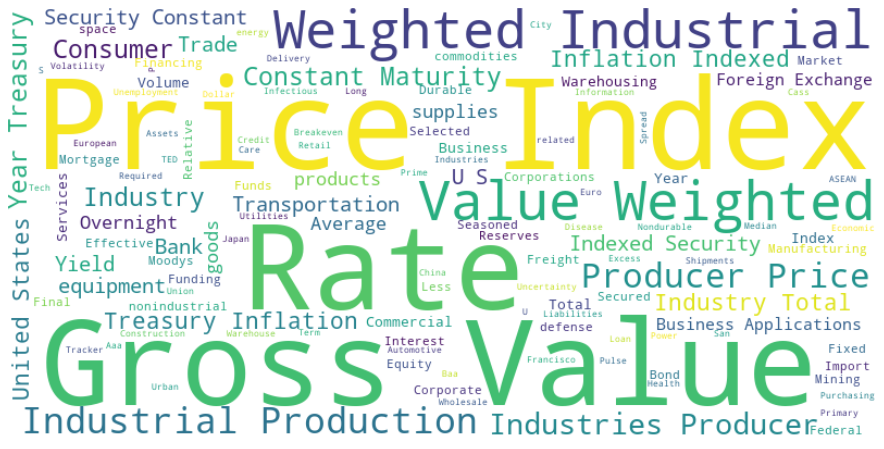 Security Constant
space
Consumer
Trade
Weighted Industrial
City
energy
S
Volatility
P
Financing
Delivery
commodities
Inflation Indexed
Market
Volume
Constant Maturity
Durable
Warehousing
Foreign Exchange
Unemployment
Dollar
Infectious
Long
Information
Cass
Price Index
supplies
Year Treasury
European
Assets
Relative
Credit
Breakeven
Selected
related
Spread
Mortgage
TED
Care
Retail
Business
Industries
Required
Prime
Tech
Services
Industry
Funds
products
U S
Corporations
Year
ASEAN
Euro
Transportation
Value Weighted
Utilities
Overnight
Average
Seasoned
Disease
Nondurable
Median
Economic
United States
Effective
Bank
goods
Japan
Rate
Reserves
Indexed Security
Index
Manufacturing
Moodys
Yield
Freight
Excess
Shipments
equipment
Funding
China
Less
Uncertainty
Producer Price
Union
Final
nonindustrial
Total
Secured
Industry Total
Treasury Inflation
Commercial
U
Liabilities
defense
Business Applications
Construction
Warehouse
Term
Interest
Loan
Power
San
Gross Value
Tracker
Aaa
Automotive
Equity
Francisco
Pulse
Fixed
Import
Baa
Bond
Health
Mining
Urban
Corporate
Wholesale
Purchasing
Primary
Industrial Production
Industries Producer
Federal